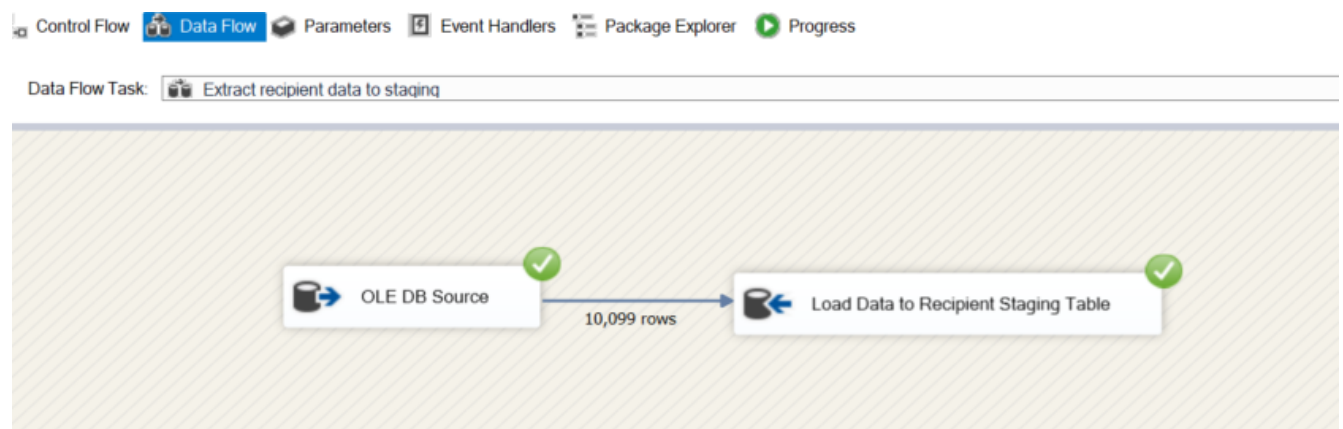 Control Flow Data Flow Parameters Event Handlers Package Explorer Progress
Data Flow Task: Extract recipient data to staging
OLE DB Source
10,099 rows
Load Data to Recipient Staging Table